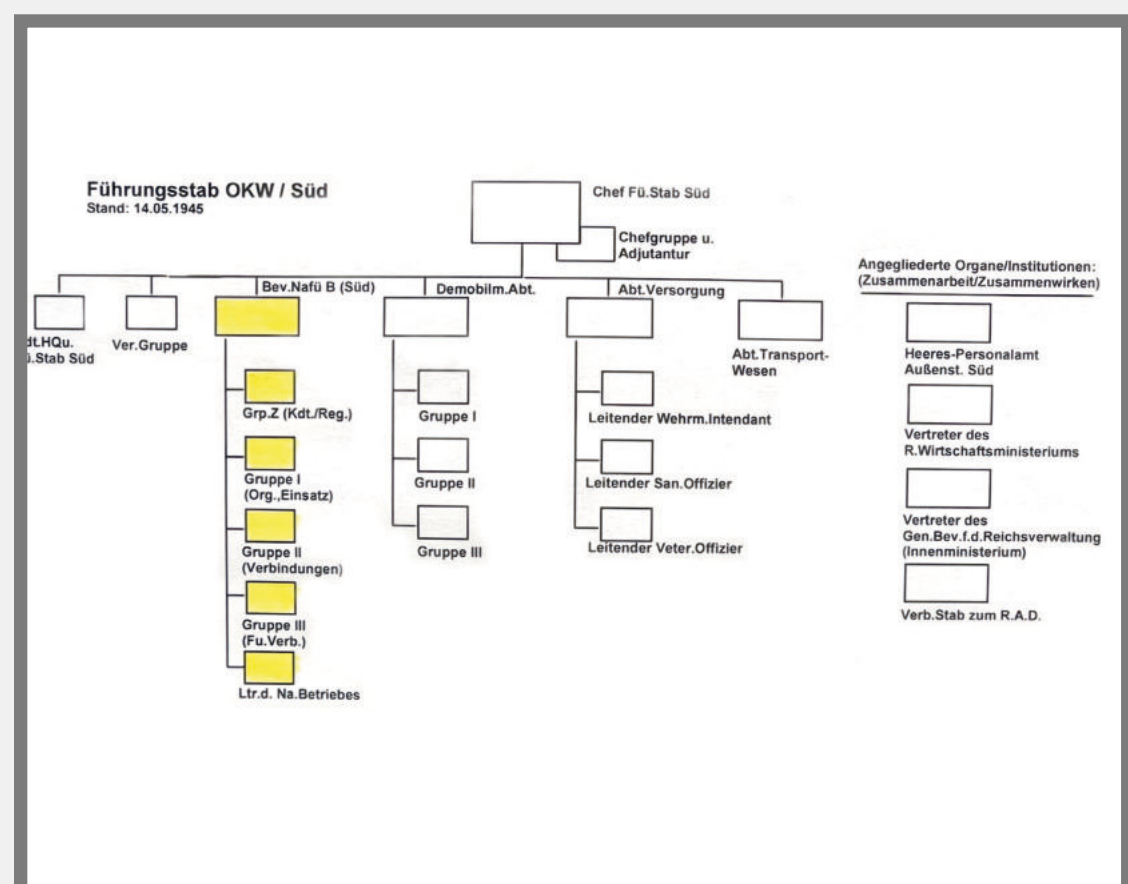 Führungsstab OKW / Süd
Stand: 14.05.1945
Chef Fü.Stab Süd
Chefgruppe u.
Adjutantur
Bev.Nafü B (Süd)
Demobilm.Abt.
Abt.Versorgung
.Stab Süd
Ver.Gruppe
Abt.Transport-
Wesen
Grp.Z (Kdt./Reg.)
Gruppe I
(Org.,Einsatz)
Gruppe II
(Verbindungen)
Gruppe III
(Fu.Verb.)
Ltr.d. Na.Betriebes
Gruppe I
Gruppe II
Gruppe III
Leitender Wehrm.Intendant
Leitender San.Offizier
Leitender Veter.Offizier
Angegliederte Organe/Institutionen:
(Zusammenarbeit/Zusammenwirken)
Heeres-Personalamt
Außenst. Süd
Vertreter des
R.Wirtschaftsministeriums
Vertreter des
Gen.Bev.f.d.Reichsverwaltung
(Innenministerium)
Verb.Stab zum R.A.D.